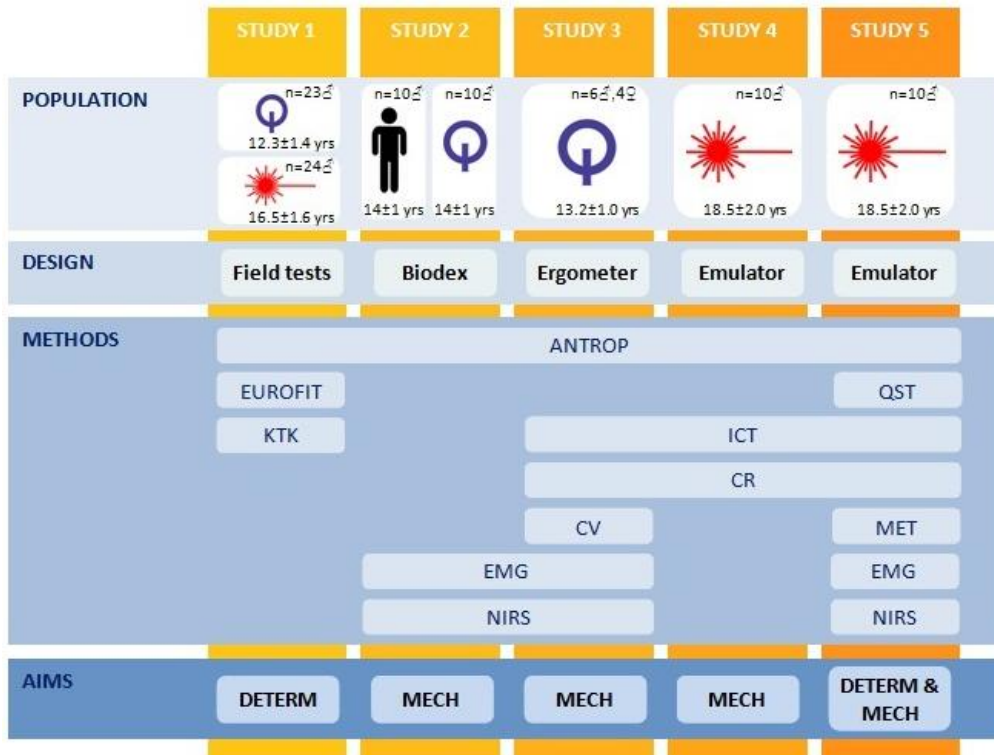 STUDY 1 STUDY 2 STUDY 3 STUDY 4 STUDY 5
POPULATION
n=23♂
12.3±1.4 yrs
n=24♂
16.5±1.6 yrs
n=10♂ n=10♂
14±1 yrs 14±1 yrs
n=6♂,4♀
13.2±1.0 yrs
n=10♂
18.5±2.0 yrs
n=10♂
18.5±2.0 yrs
DESIGN
Field tests Biodex Ergometer Emulator Emulator
METHODS
ANTROP
EUROFIT QST
KTK ICT
CR
CV MET
EMG EMG
NIRS NIRS
AIMS
DETERM MECH MECH MECH DETERM &
MECH